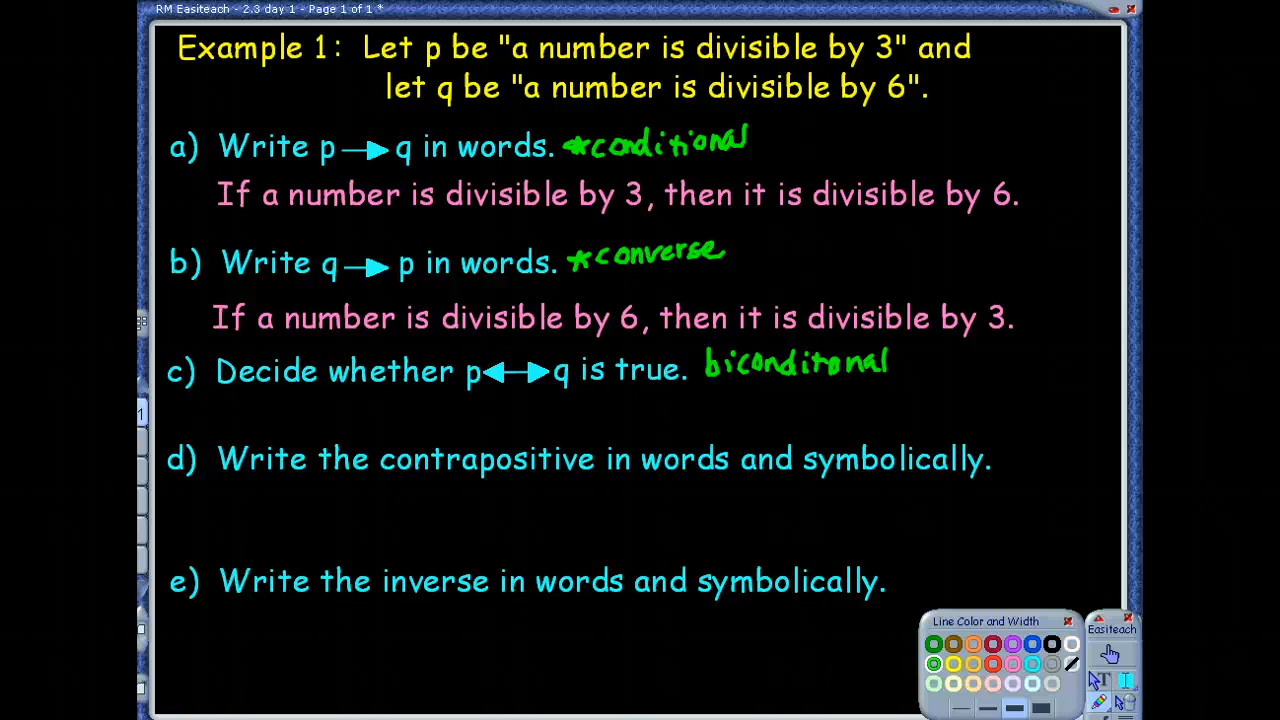 RM Easiteach - 2.3 day 1 - Page 1 of 1 *
Example 1: Let p be "a number is divisible by 3" and
let q be "a number is divisible by 6".
a) Write p → q in words. *conditional
If a number is divisible by 3, then it is divisible by 6.
b) Write q → p in words. *converse
If a number is divisible by 6, then it is divisible by 3.
c) Decide whether p ↔ q is true. biconditional
1
d) Write the contrapositive in words and symbolically.
e) Write the inverse in words and symbolically.
Line Color and Width
Easiteach
T